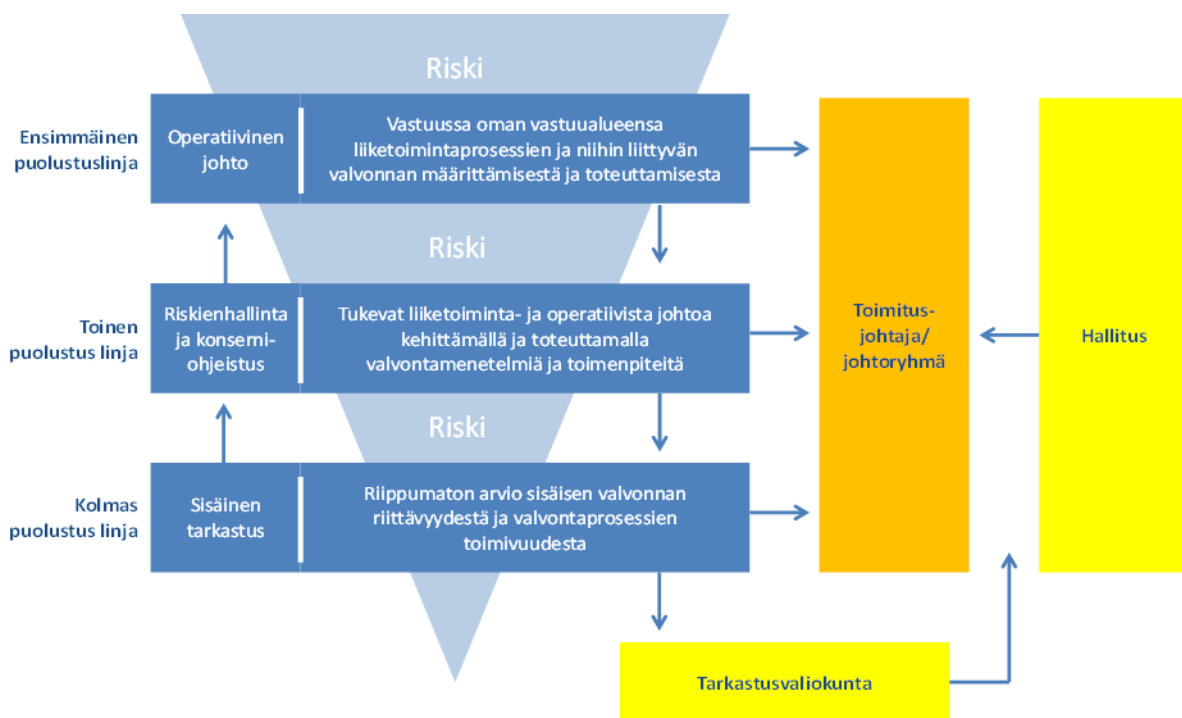 Riski
Ensimmäinen
puolustuslinja
Operatiivinen
johto
Vastuussa oman vastuualueensa
liiketoimintaprosessien ja niihin liittyvän
valvonnan määrittämisestä ja toteuttamisesta
Riski
Toinen
puolustus linja
Riskienhallinta
ja konserni-
ohjeistus
Tukevat liiketoiminta- ja operatiivista johtoa
kehittämällä ja toteuttamalla
valvontamenetelmiä ja toimenpiteitä
Toimitus-
johtaja/
johtoryhmä
Hallitus
Riski
Kolmas
puolustus linja
Sisäinen
tarkastus
Riippumaton arvio sisäisen valvonnan
riittävyydestä ja valvontaprosessien
toimivuudesta
Tarkastusvaliokunta